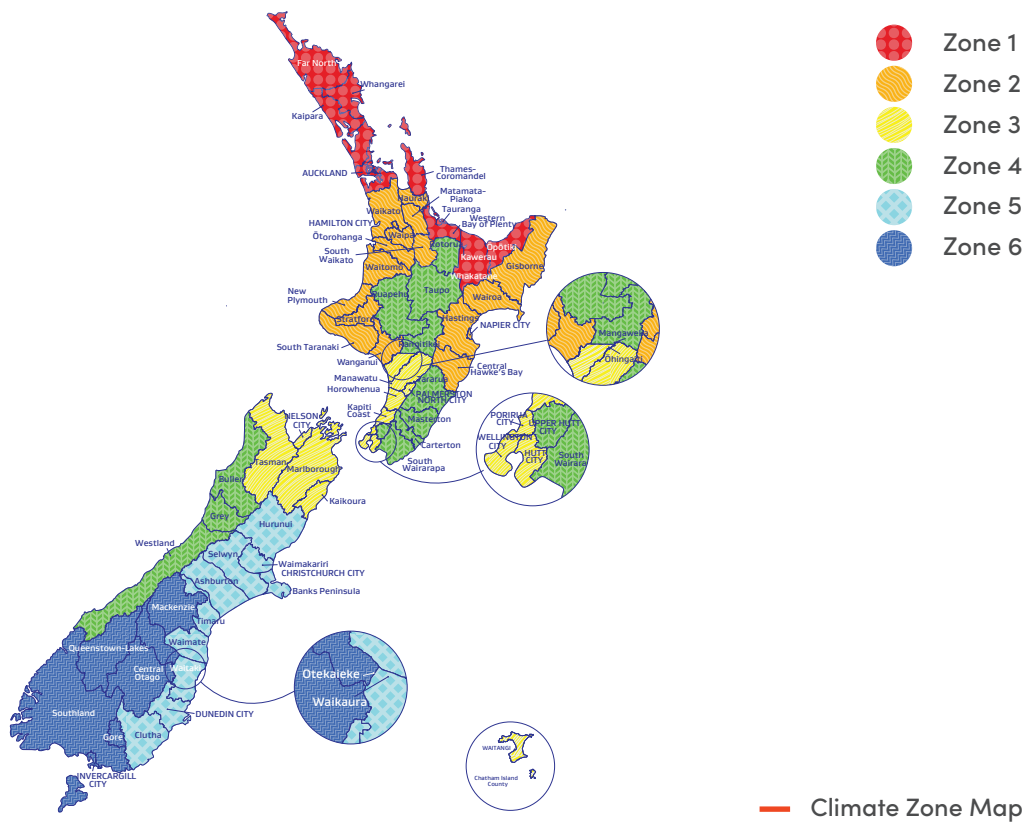 Zone 1
Zone 2
Zone 3
Zone 4
Zone 5
Zone 6
Far North
Whangarei
Kaipara
AUCKLAND
Thames-
Coromandel
Hauraki
Matamata-
Piako
Waikato
Tauranga
Western
Bay of Plenty
HAMILTON CITY
Waipa
Ōtorohanga
Rotorua
Ōpōtiki
Kawerau
South
Waikato
Gisborne
Waitomo
Whakatane
Taupo
New
Plymouth
Ruapehu
Wairoa
Stratford
Hastings
NAPIER CITY
South Taranaki
Rangitikei
Wanganui
Central
Hawke's Bay
Manawatu
Tararua
Horowhenua
PALMERSTON
NORTH CITY
Kapiti
Coast
Masterton
Carterton
South
Wairarapa
Mangaweka
Ōhingaiti
PORIRUA
CITY
UPPER HUTT
CITY
WELLINGTON
CITY
HUTT
CITY
South
Wairara
NELSON
CITY
Tasman
Marlborough
Buller
Kaikoura
Grey
Hurunui
Westland
Selwyn
Waimakariri
CHRISTCHURCH CITY
Ashburton
Banks Peninsula
Mackenzie
Timaru
Waimate
Queenstown-Lakes
Central
Otago
Waitaki
Otekaieke
Waikaura
Southland
DUNEDIN CITY
Gore
Clutha
INVERCARGILL
CITY
WAITANGI
Chatham Island
County
Climate Zone Map